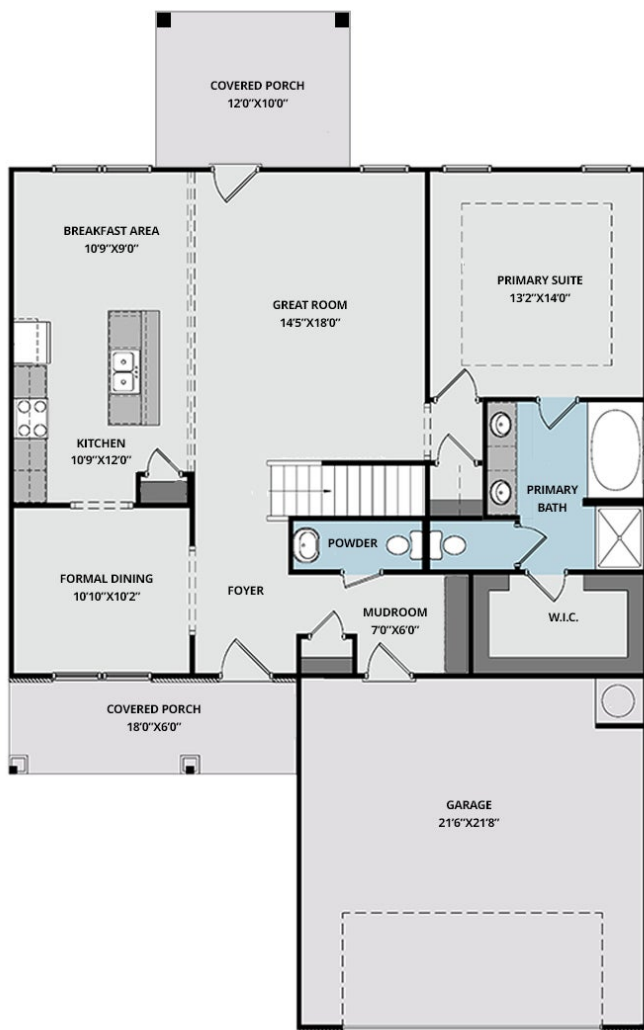 COVERED PORCH
12'0"X10'0"
BREAKFAST AREA
10'9"X9'0"
GREAT ROOM
14'5"X18'0"
PRIMARY SUITE
13'2"X14'0"
KITCHEN
10'9"X12'0"
PRIMARY
BATH
POWDER
FORMAL DINING
10'10"X10'2"
FOYER
MUDROOM
7'0"X6'0"
W.I.C.
COVERED PORCH
18'0"X6'0"
GARAGE
21'6"X21'8"